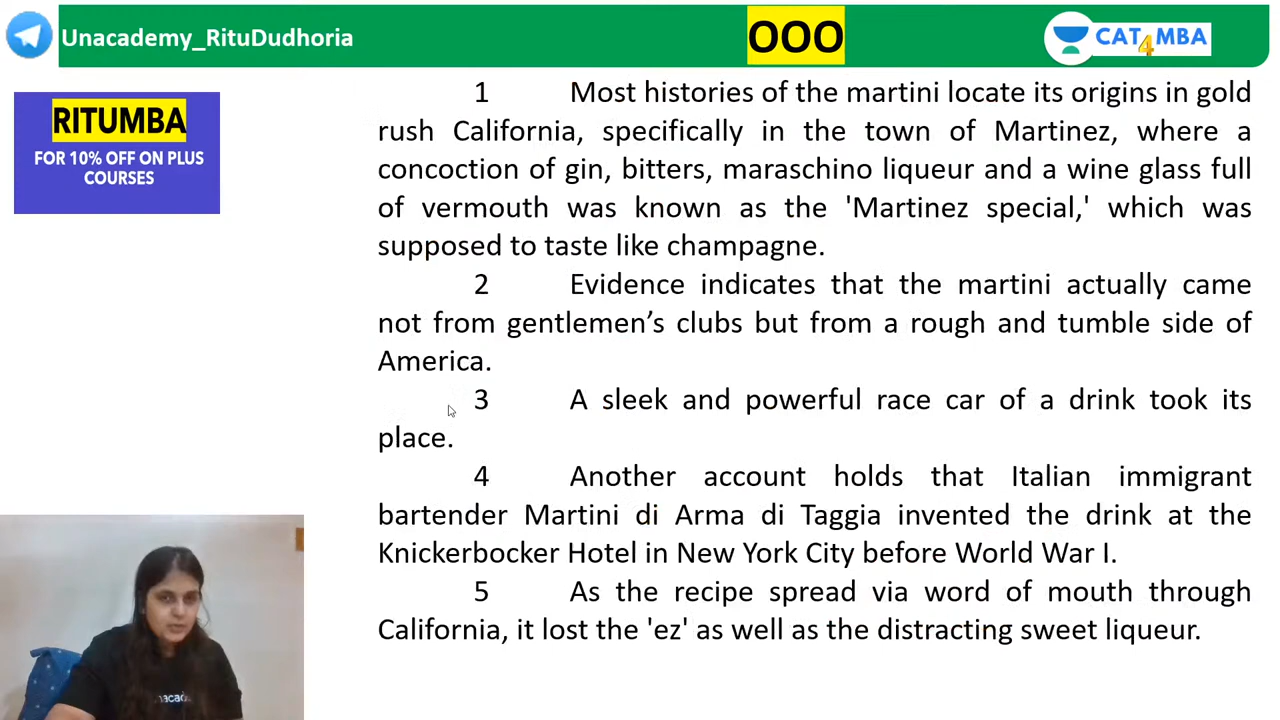 Unacademy_RituDudhoria
OOO
CAT4MBA
RITUMBA
FOR 10% OFF ON PLUS
COURSES
1 Most histories of the martini locate its origins in gold
rush California, specifically in the town of Martinez, where a
concoction of gin, bitters, maraschino liqueur and a wine glass full
of vermouth was known as the 'Martinez special,' which was
supposed to taste like champagne.
2 Evidence indicates that the martini actually came
not from gentlemen’s clubs but from a rough and tumble side of
America.
3 A sleek and powerful race car of a drink took its
place.
4 Another account holds that Italian immigrant
bartender Martini di Arma di Taggia invented the drink at the
Knickerbocker Hotel in New York City before World War I.
5 As the recipe spread via word of mouth through
California, it lost the 'ez' as well as the distracting sweet liqueur.